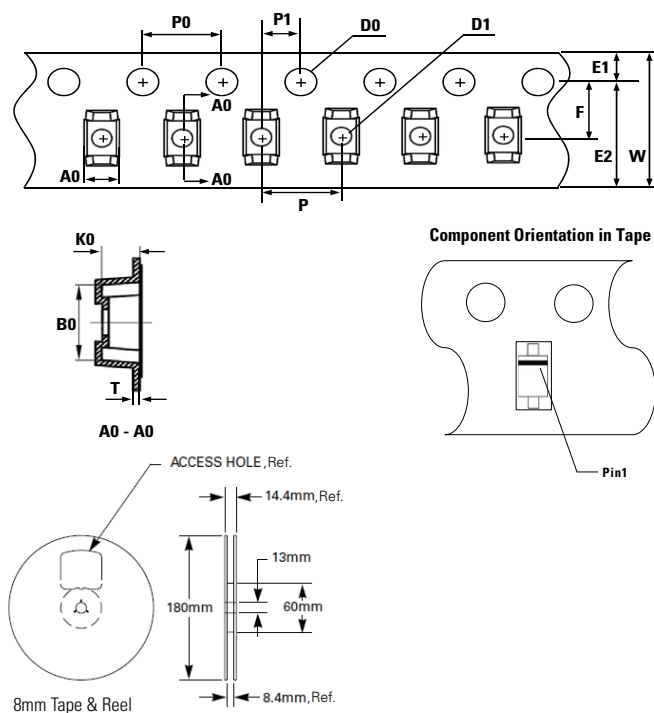 P0
P1
D0
D1
E1
A0
F
E2
W
A0
A0
P
K0
B0
T
A0 - A0
Component Orientation in Tape
Pin1
ACCESS HOLE, Ref.
14.4mm, Ref.
13mm
180mm
60mm
8.4mm, Ref.
8mm Tape & Reel